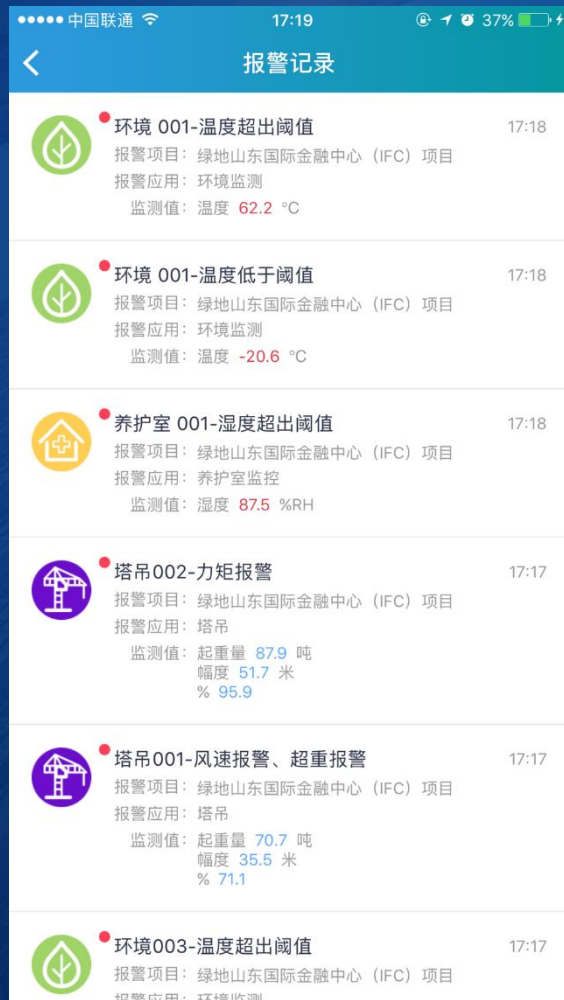 中国联通 17:19 37%
报警记录
环境 001-温度超出阈值 17:18
报警项目：绿地山东国际金融中心（IFC）项目
报警应用：环境监测
监测值：温度 62.2 °C
环境 001-温度低于阈值 17:18
报警项目：绿地山东国际金融中心（IFC）项目
报警应用：环境监测
监测值：温度 -20.6 °C
养护室 001-湿度超出阈值 17:18
报警项目：绿地山东国际金融中心（IFC）项目
报警应用：养护室监控
监测值：湿度 87.5 %RH
塔吊002-力矩报警 17:17
报警项目：绿地山东国际金融中心（IFC）项目
报警应用：塔吊
监测值：起重量 87.9 吨
幅度 51.7 米
% 95.9
塔吊001-风速报警、超重报警 17:17
报警项目：绿地山东国际金融中心（IFC）项目
报警应用：塔吊
监测值：起重量 70.7 吨
幅度 35.5 米
% 71.1
环境003-温度超出阈值 17:17
报警项目：绿地山东国际金融中心（IFC）项目
报警应用：环境监测